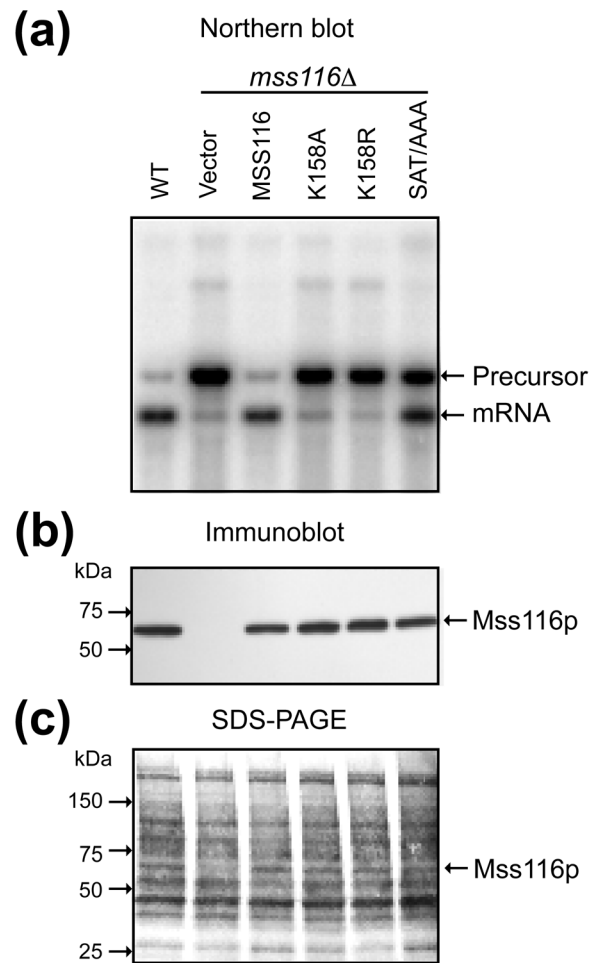 (a)
Northern blot
mss116Δ
WT
Vector
MSS116
K158A
K158R
SAT/AAA
Precursor
mRNA
(b)
Immunoblot
kDa
75
50
Mss116p
(c)
SDS-PAGE
kDa
150
75
50
25
Mss116p